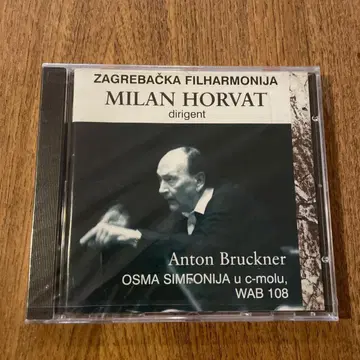 ZAGREBAČKA FILHARMONIJA
MILAN HORVAT
dirigent
Anton Bruckner
OSMA SIMFONIJA u c-molu,
WAB 108